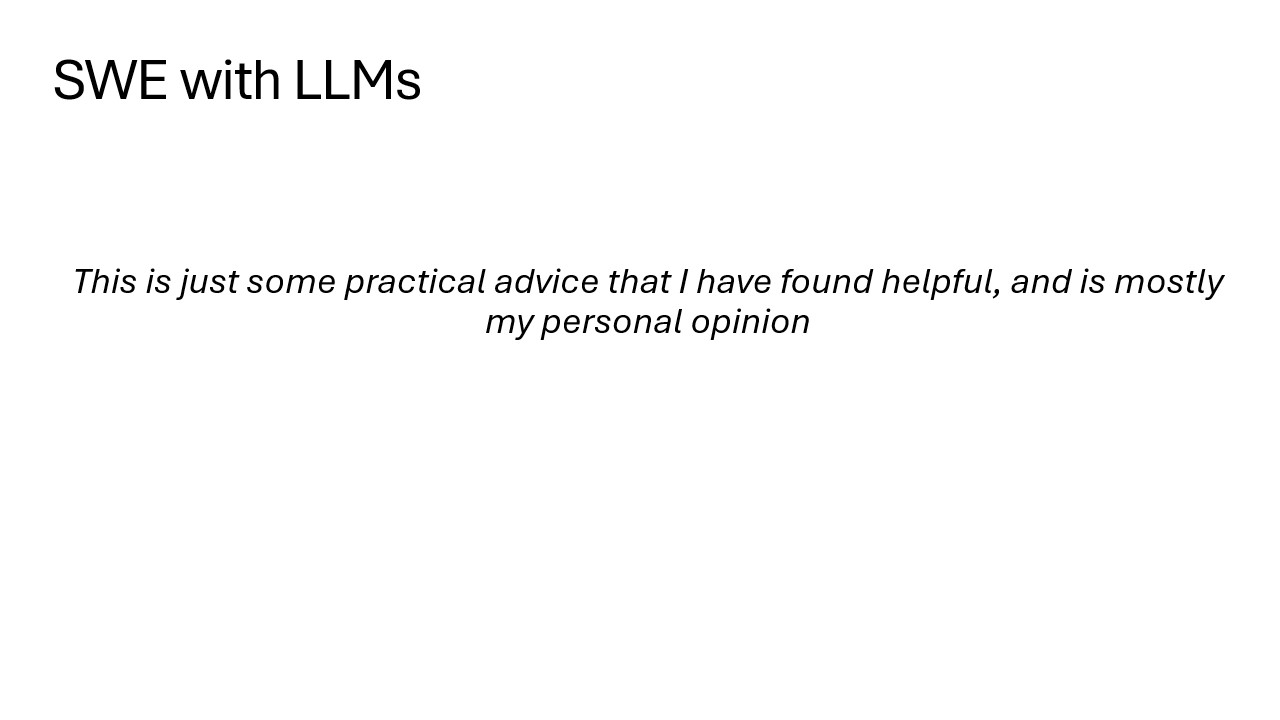 SWE with LLMs
This is just some practical advice that I have found helpful, and is mostly
my personal opinion